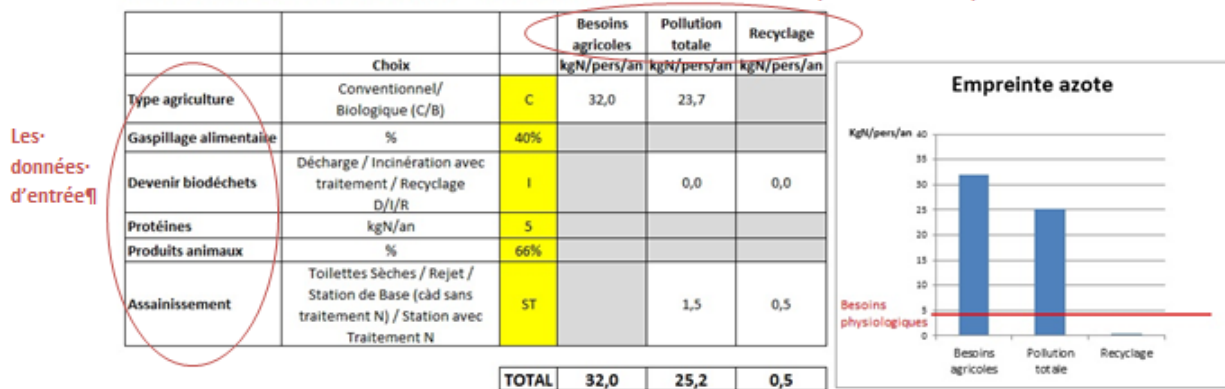 Besoins agricoles	Pollution totale	Recyclage
Choix	kgN/pers/an	kgN/pers/an	kgN/pers/an
Type agriculture	Conventionnel/ Biologique (C/B)	C	32,0	23,7
Gaspillage alimentaire	%	40%
Devenir biodéchets	Décharge / Incinération avec traitement / Recyclage D/I/R	I	0,0	0,0
Protéines	kgN/an	5
Produits animaux	%	66%
Assainissement	Toilettes Sèches / Rejet / Station de Base (càd sans traitement N) / Station avec Traitement N	ST	1,5	0,5
TOTAL	32,0	25,2	0,5
Les·
données·
d'entrée¶
Empreinte azote
KgN/pers/an
40
35
30
25
20
15
10
5
0
Besoins
physiologiques
Besoins agricoles	Pollution totale	Recyclage